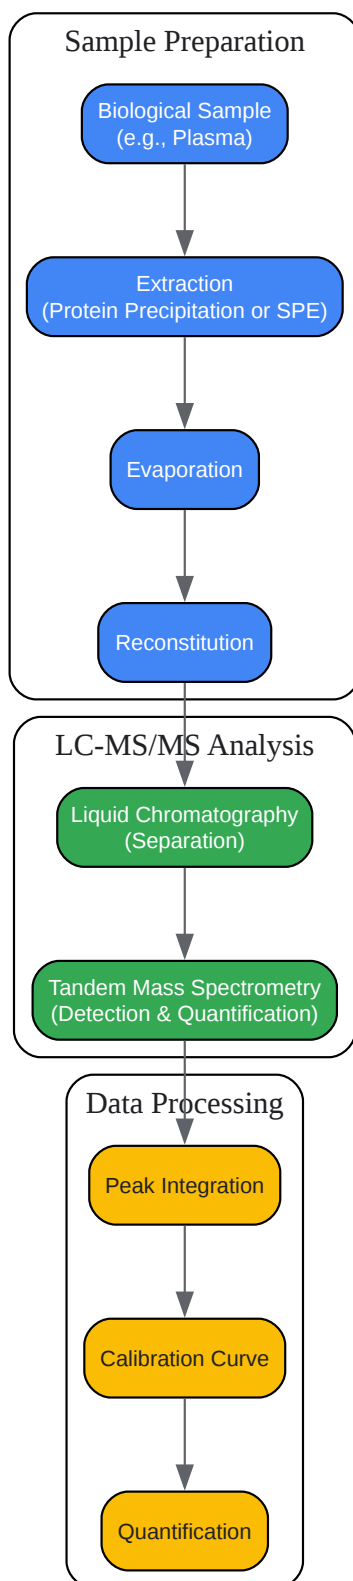 Sample Preparation
Biological Sample
(e.g., Plasma)
Extraction
(Protein Precipitation or SPE)
Evaporation
Reconstitution
LC-MS/MS Analysis
Liquid Chromatography
(Separation)
Tandem Mass Spectrometry
(Detection & Quantification)
Data Processing
Peak Integration
Calibration Curve
Quantification